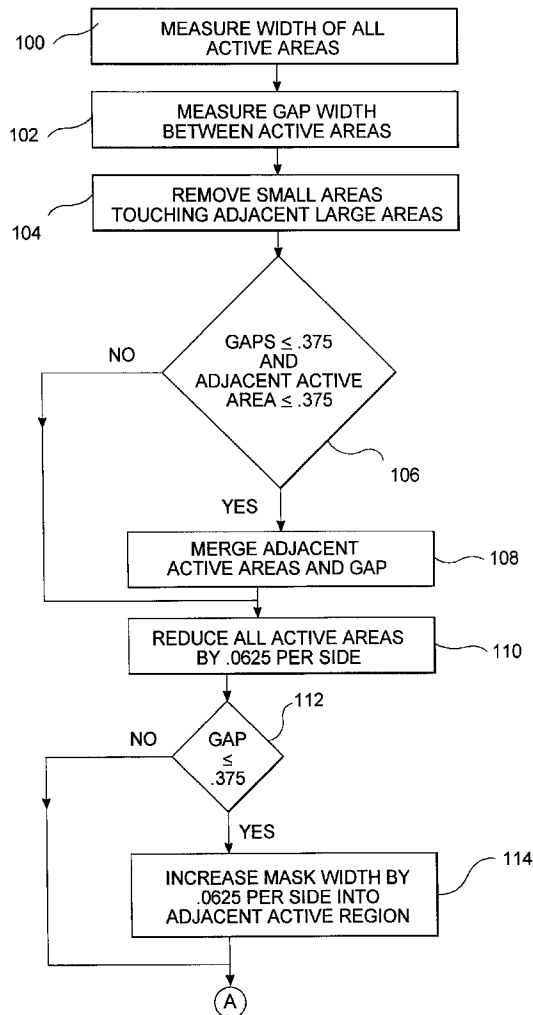 100
MEASURE WIDTH OF ALL
ACTIVE AREAS
102
MEASURE GAP WIDTH
BETWEEN ACTIVE AREAS
104
REMOVE SMALL AREAS
TOUCHING ADJACENT LARGE AREAS
NO
GAPS ≤ .375
AND
ADJACENT ACTIVE
AREA ≤ .375
106
YES
MERGE ADJACENT
ACTIVE AREAS AND GAP
108
REDUCE ALL ACTIVE AREAS
BY .0625 PER SIDE
110
112
NO
GAP
≤
.375
YES
INCREASE MASK WIDTH BY
.0625 PER SIDE INTO
ADJACENT ACTIVE REGION
114
A